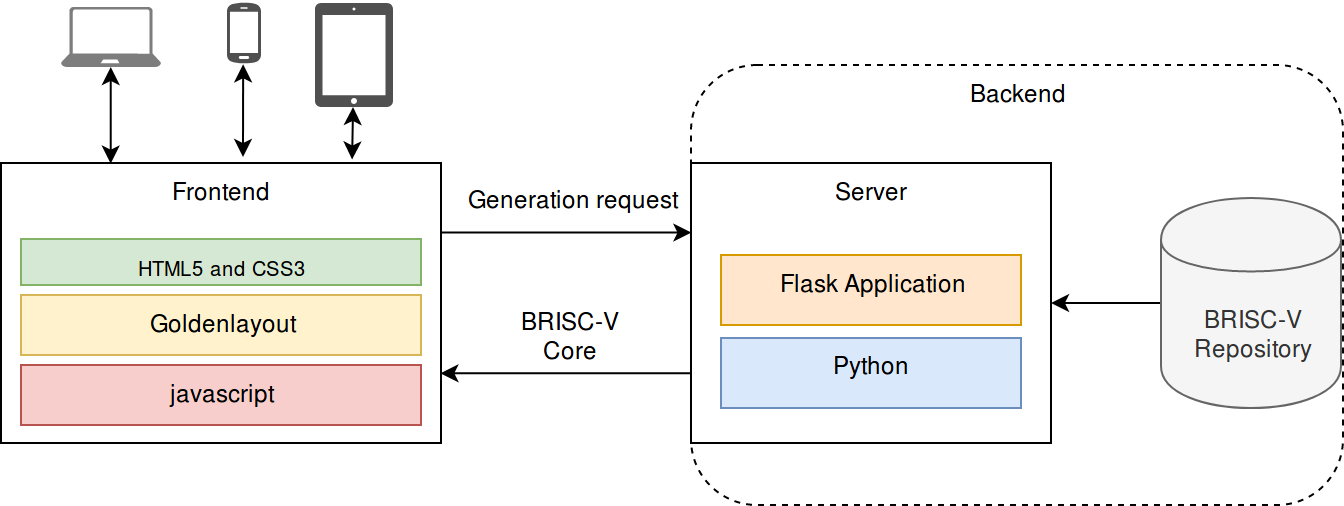 Backend
Frontend
HTML5 and CSS3
Goldenlayout
javascript
Generation request
BRISC-V
Core
Server
Flask Application
Python
BRISC-V
Repository